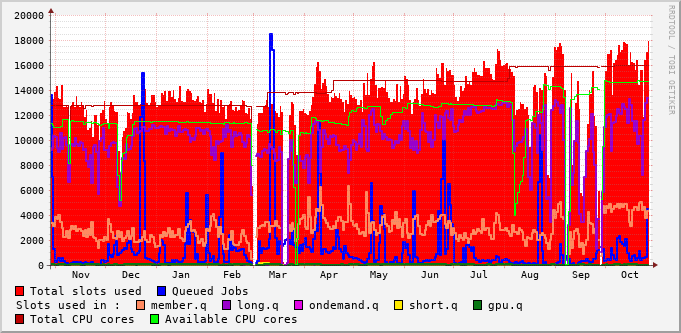 RRDTOOL / TOBI OETIKER
20000
18000
16000
14000
12000
10000
8000
6000
4000
2000
0
Nov Dec Jan Feb Mar Apr May Jun Jul Aug Sep Oct
Total slots used Queued Jobs
Slots used in : member.q long.q ondemand.q short.q gpu.q
Total CPU cores Available CPU cores